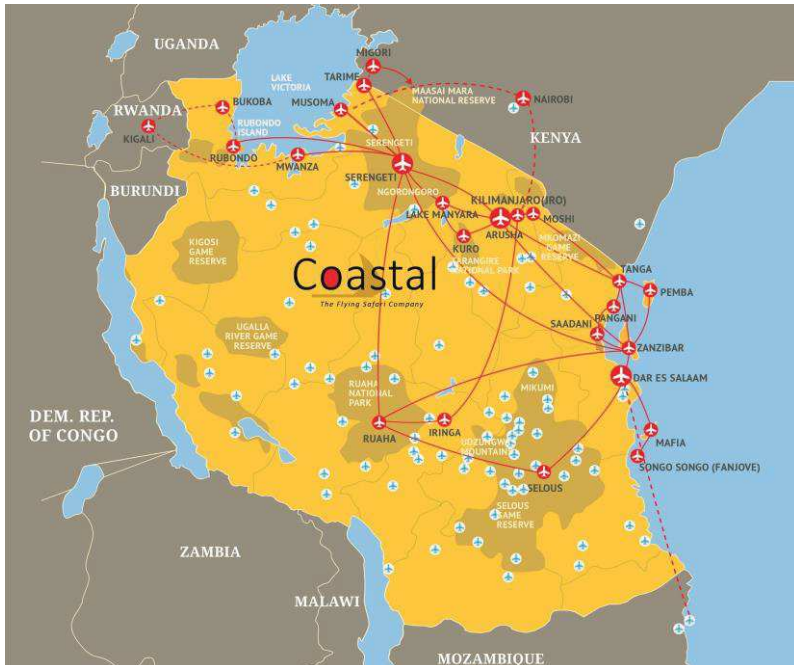 UGANDA
MIGORI
TARIME
LAKE
VICTORIA
MAASAI MARA
NATIONAL RESERVE
MUSOMA
NAIROBI
BUKOBA
RWANDA
RUBONDO
ISLAND
KIGALI
KENYA
SERENGETI
RUBONDO
MWANZA
SERENGETI
BURUNDI
NGORONGORO
KILIMANJARO(JRO)
LAKE MANYARA
MOSHI
ARUSHA
KURO
MKOMAZI
GAME
RESERVE
KIGOSI
GAME
RESERVE
TARANGIRE
NATIONAL PARK
TANGA
Coastal
The Flying Safari Company
PEMBA
PANGANI
SAADANI
UGALLA
RIVER GAME
RESERVE
ZANZIBAR
DAR ES SALAAM
RUAHA
NATIONAL
PARK
MIKUMI
DEM. REP.
OF CONGO
RUAHA
IRINGA
UDZUNGWA
MOUNTAIN
MAFIA
SONGO SONGO (FANJOVE)
SELOUS
SELOUS
GAME
RESERVE
ZAMBIA
MALAWI
MOZAMBIQUE